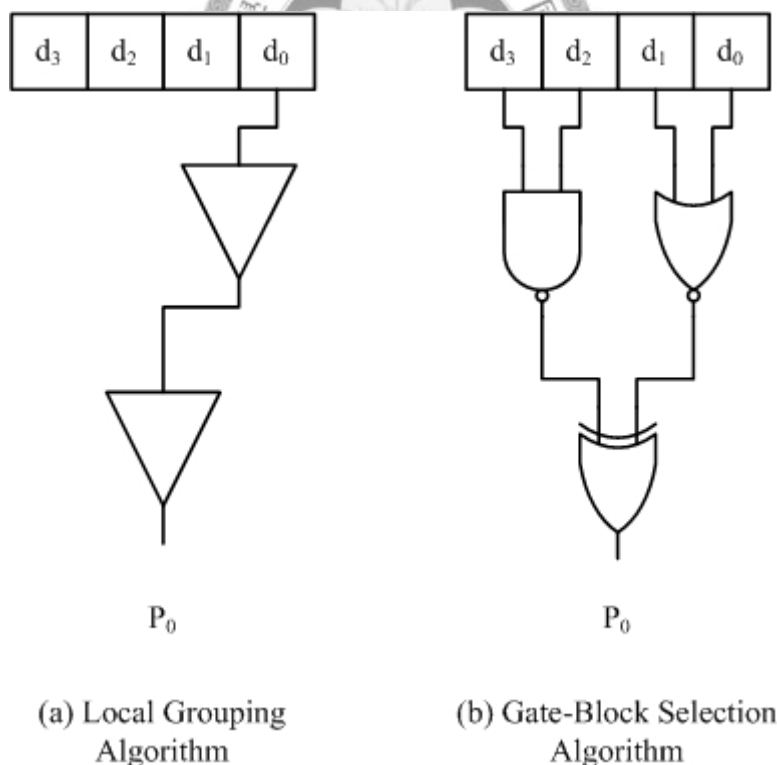 d₃ d₂ d₁ d₀
d₃ d₂ d₁ d₀
P₀
P₀
(a) Local Grouping
Algorithm
(b) Gate-Block Selection
Algorithm